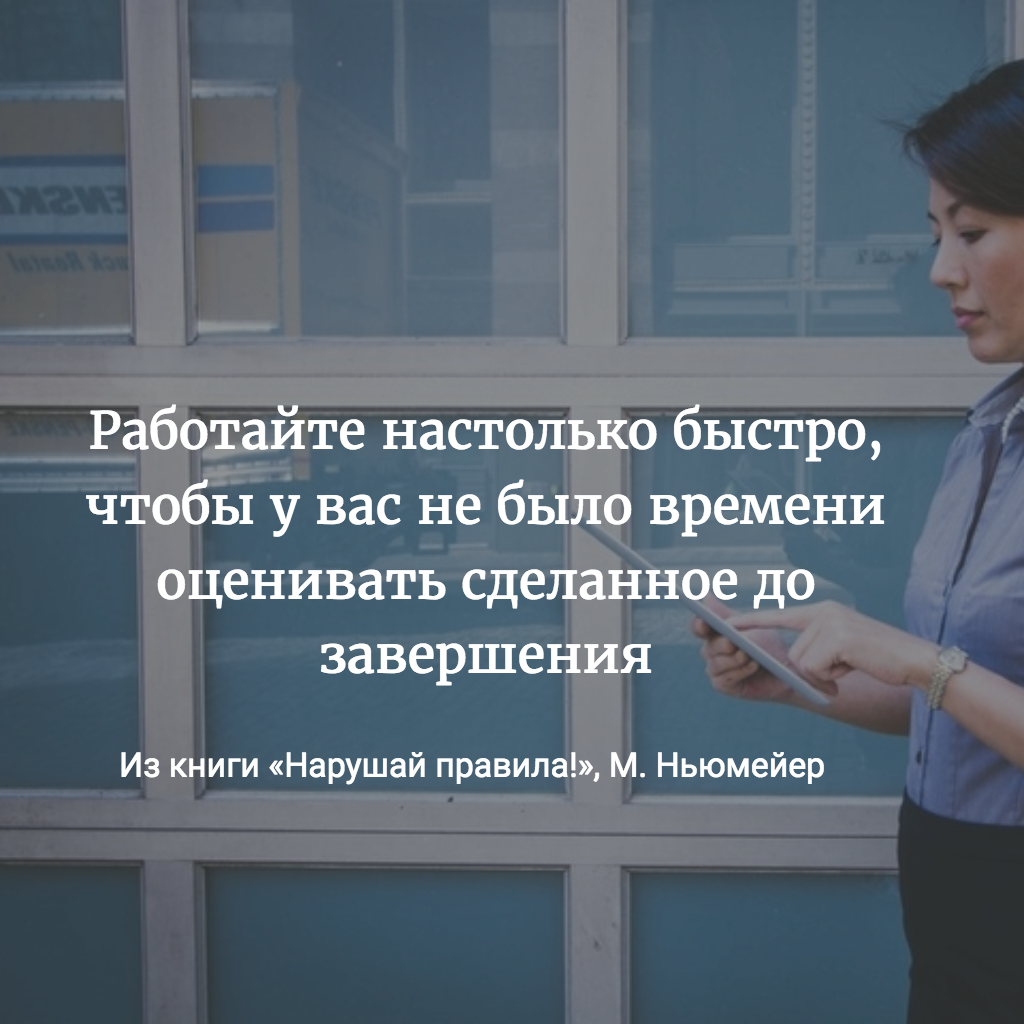 Работайте настолько быстро,
чтобы у вас не было времени
оценивать сделанное до
завершения
Из книги «Нарушай правила!», М. Ньюмейер